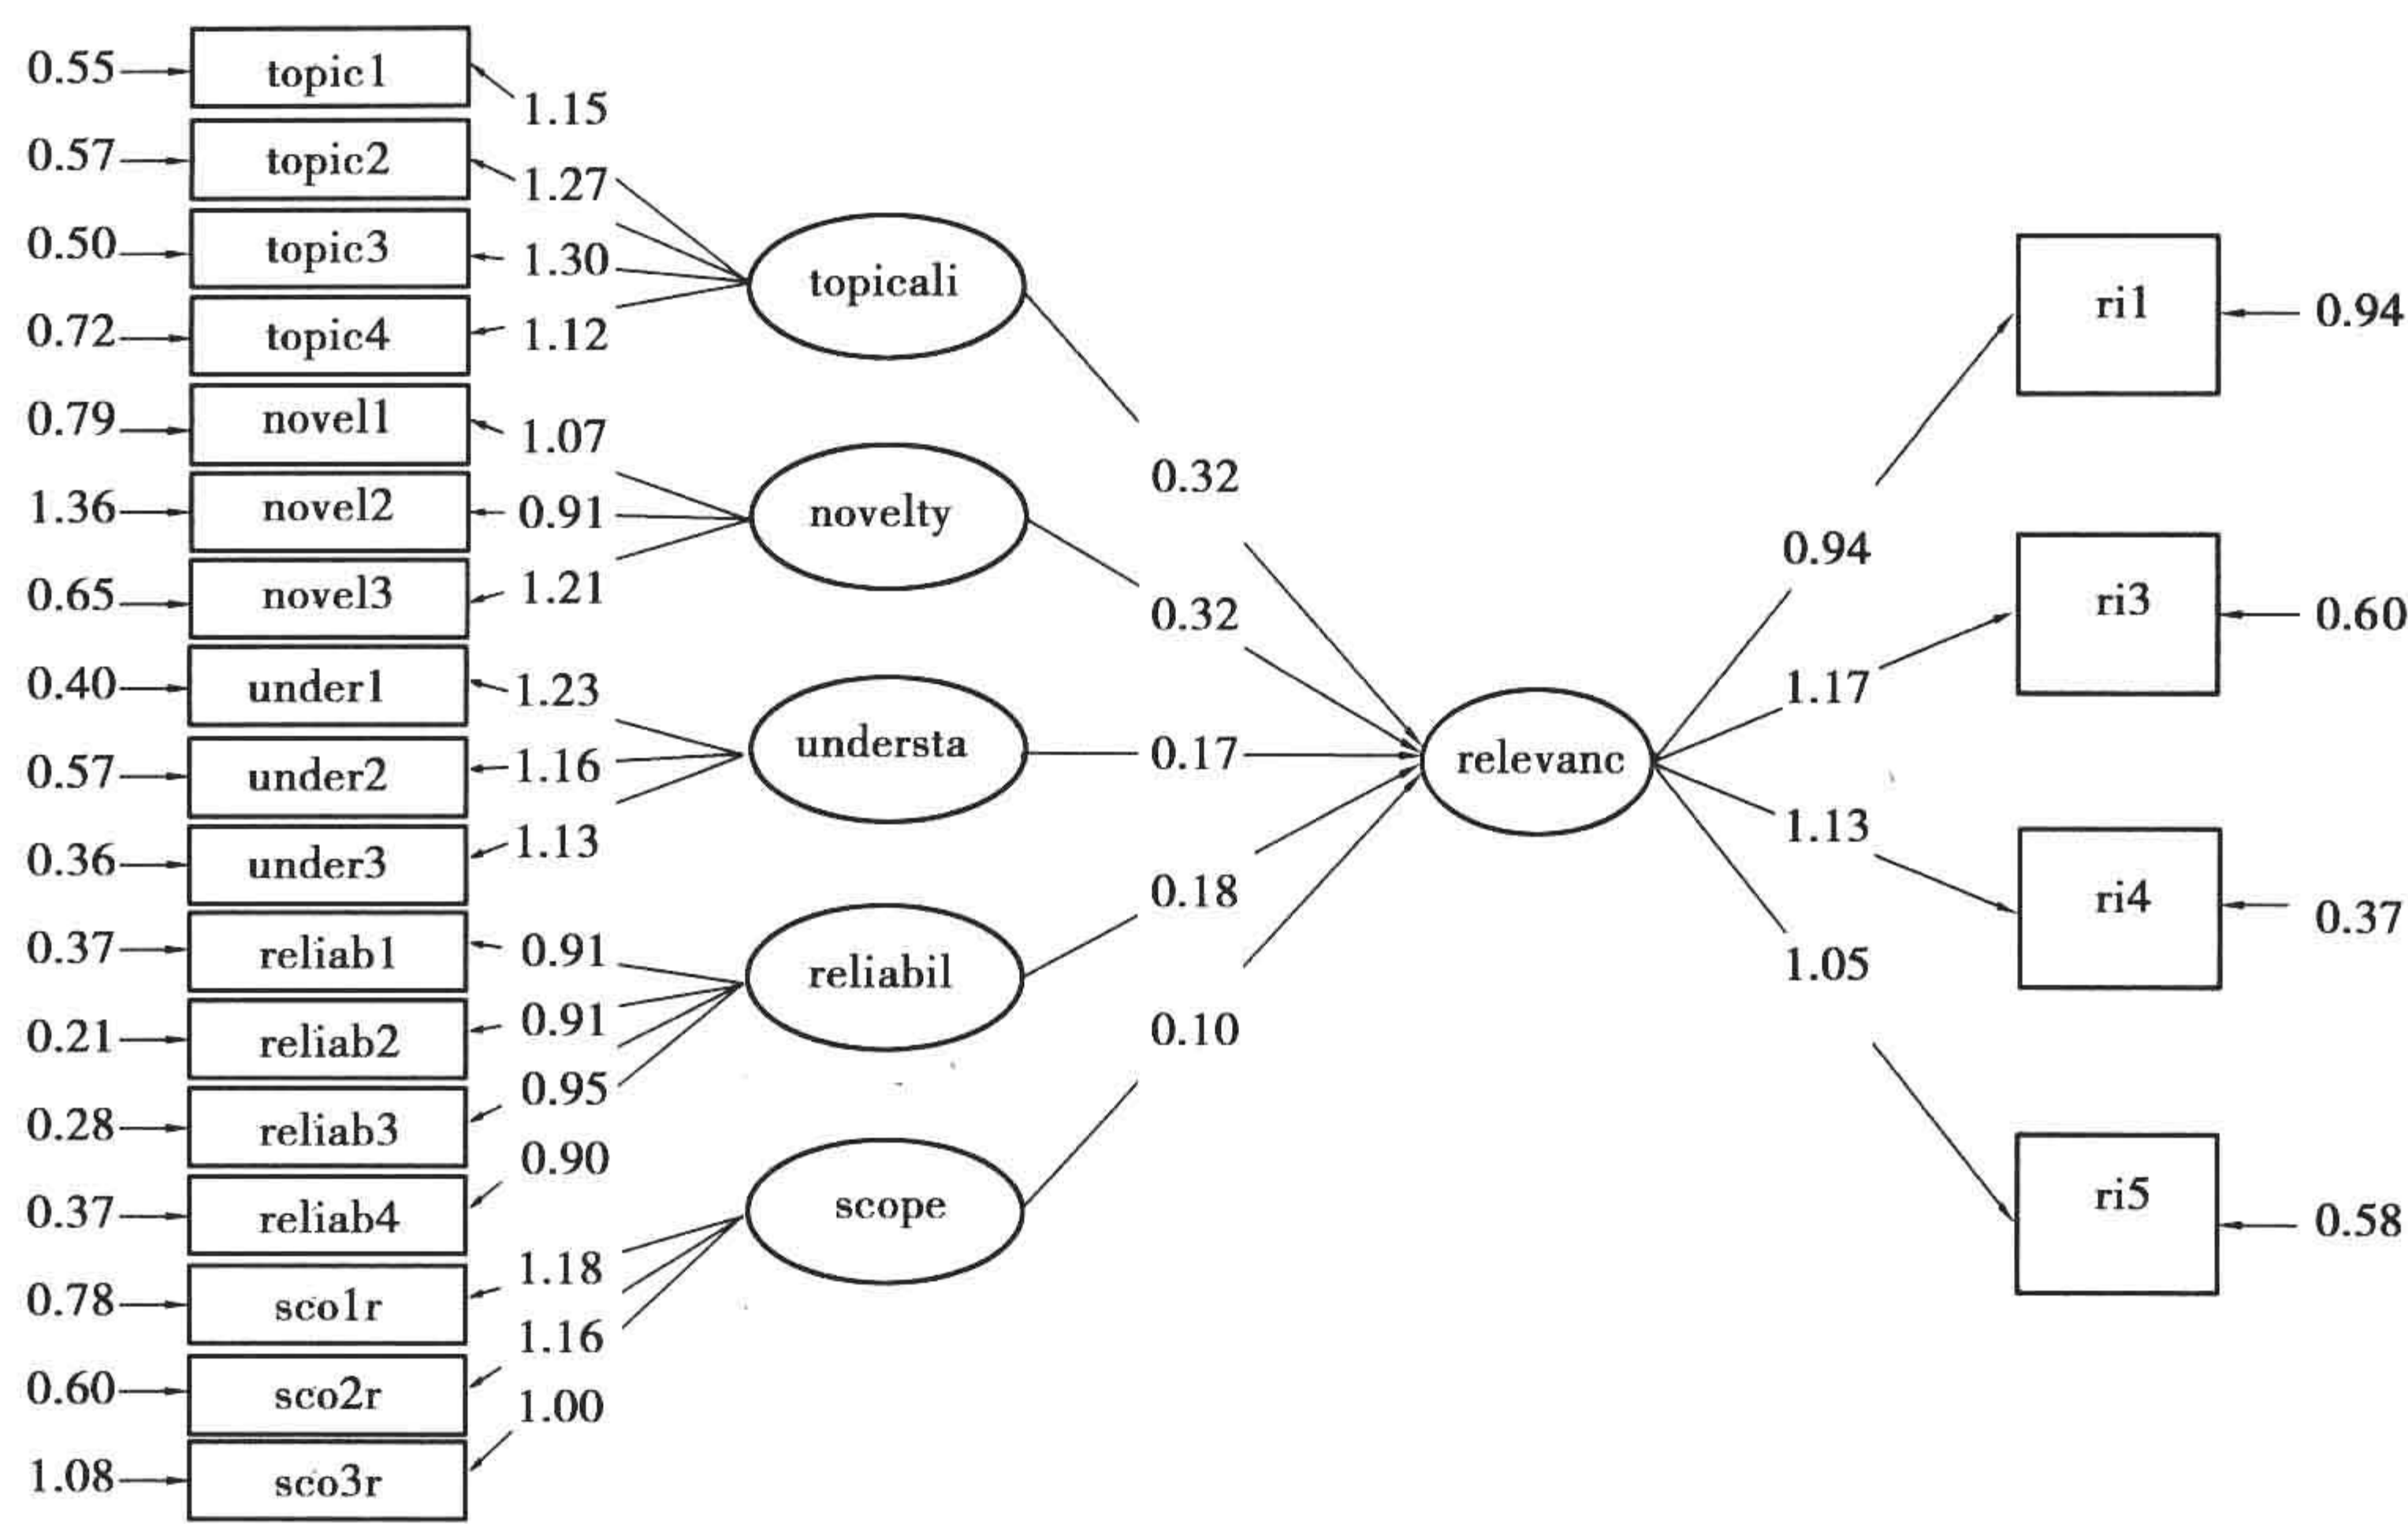 0.55 topic1 1.15
0.57 topic2 1.27
0.50 topic3 1.30
0.72 topic4 1.12
0.79 novel1 1.07
1.36 novel2 0.91
0.65 novel3 1.21
0.40 under1 1.23
0.57 under2 1.16
0.36 under3 1.13
0.37 reliab1 0.91
0.21 reliab2 0.91
0.28 reliab3 0.95
0.37 reliab4 0.90
0.78 sco1r 1.18
0.60 sco2r 1.16
1.08 sco3r 1.00
topicali
novelty
understa
reliabil
scope
0.32
0.32
0.17
0.18
0.10
relevanc
0.94
1.17
1.13
1.05
ri1 0.94
ri3 0.60
ri4 0.37
ri5 0.58